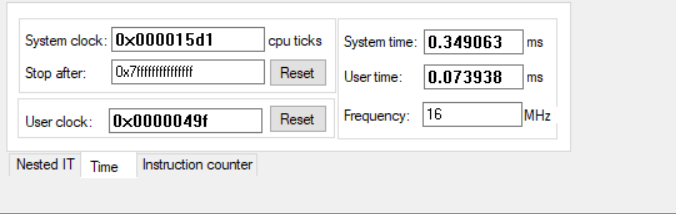 System clock: 0x000015d1 cpu ticks
Stop after: 0x7fffffffffffffff Reset
User clock: 0x0000049f Reset
System time: 0.349063 ms
User time: 0.073938 ms
Frequency: 16 MHz
Nested IT Time Instruction counter